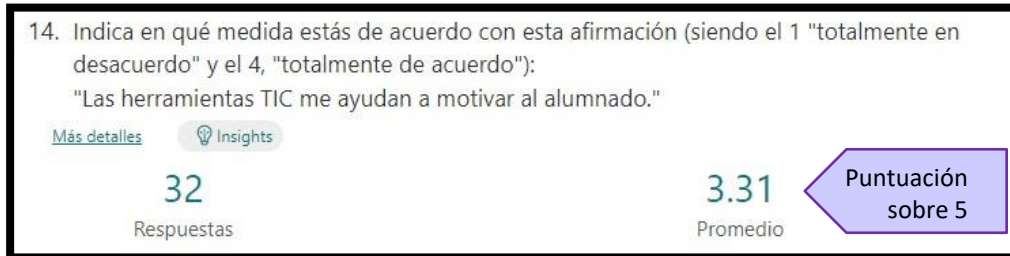 14. Indica en qué medida estás de acuerdo con esta afirmación (siendo el 1 "totalmente en
desacuerdo" y el 4, "totalmente de acuerdo"):
"Las herramientas TIC me ayudan a motivar al alumnado."
Más detalles Insights
32 3.31
Respuestas Promedio
Puntuación
sobre 5